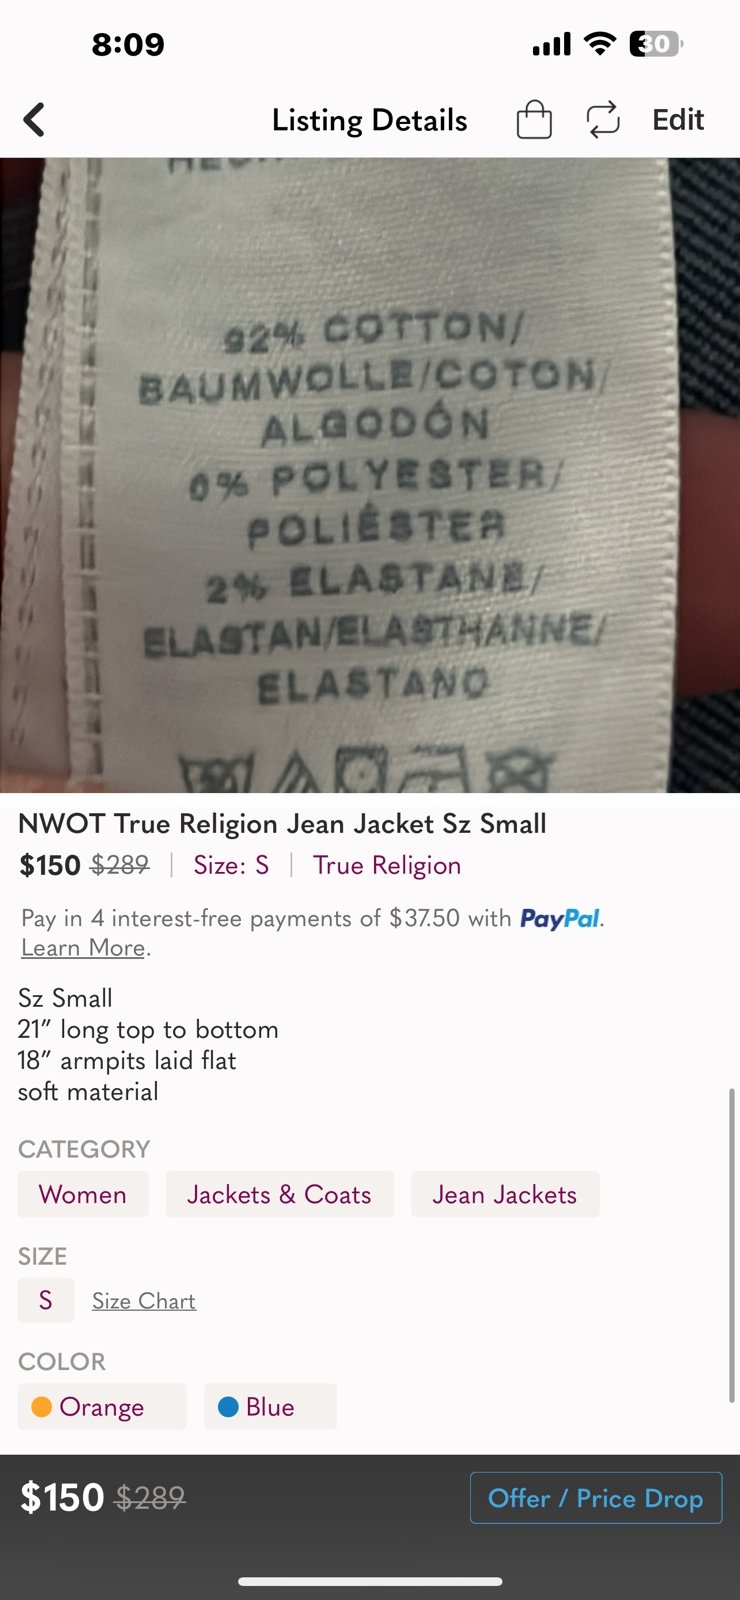 8:09
30
Listing Details
Edit
92% COTTON/
BAUMWOLLE/COTON/
ALGODÓN
0% POLYESTER/
POLIÉSTER
2% ELASTANE/
ELASTAN/ELASTHANNE/
ELASTANO
NWOT True Religion Jean Jacket Sz Small
$150 $289 | Size: S | True Religion
Pay in 4 interest-free payments of $37.50 with PayPal.
Learn More.
Sz Small
21” long top to bottom
18” armpits laid flat
soft material
CATEGORY
Women Jackets & Coats Jean Jackets
SIZE
S Size Chart
COLOR
Orange Blue
$150 $289 Offer / Price Drop